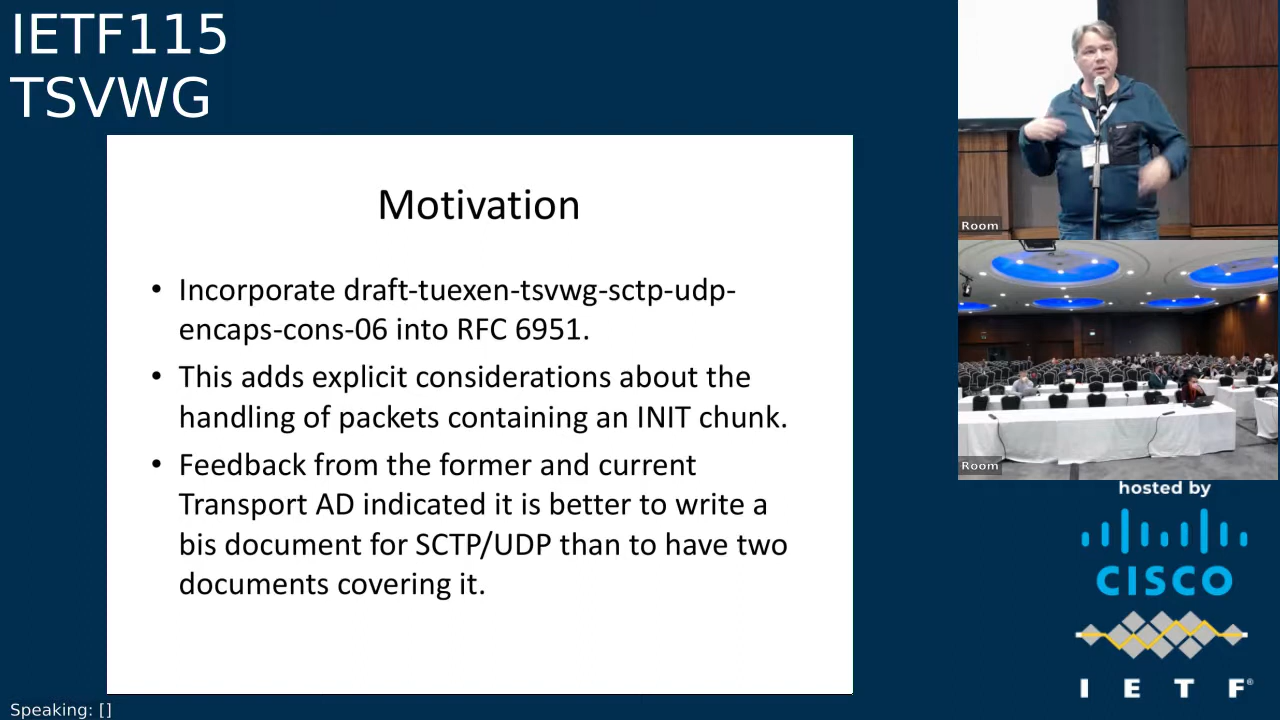 IETF115
TSVWG
Motivation
• Incorporate draft-tuexen-tsvwg-sctp-udp-
encaps-cons-06 into RFC 6951.
• This adds explicit considerations about the
handling of packets containing an INIT chunk.
• Feedback from the former and current
Transport AD indicated it is better to write a
bis document for SCTP/UDP than to have two
documents covering it.
Room
Room
hosted by
CISCO
I E T F®
Speaking: []